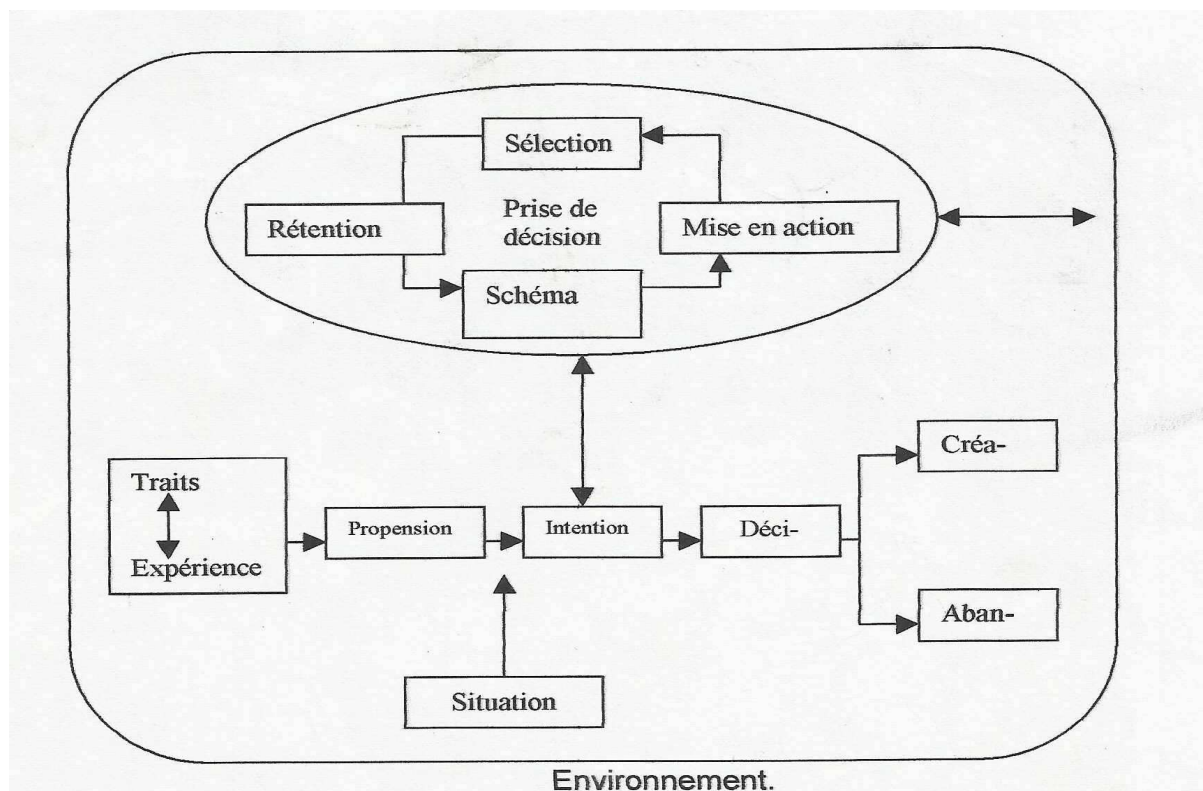 Sélection
Prise de
décision
Rétention
Mise en action
Schéma
Créa-
Traits
Propension
Intention
Déci-
Expérience
Aban-
Situation
Environnement.